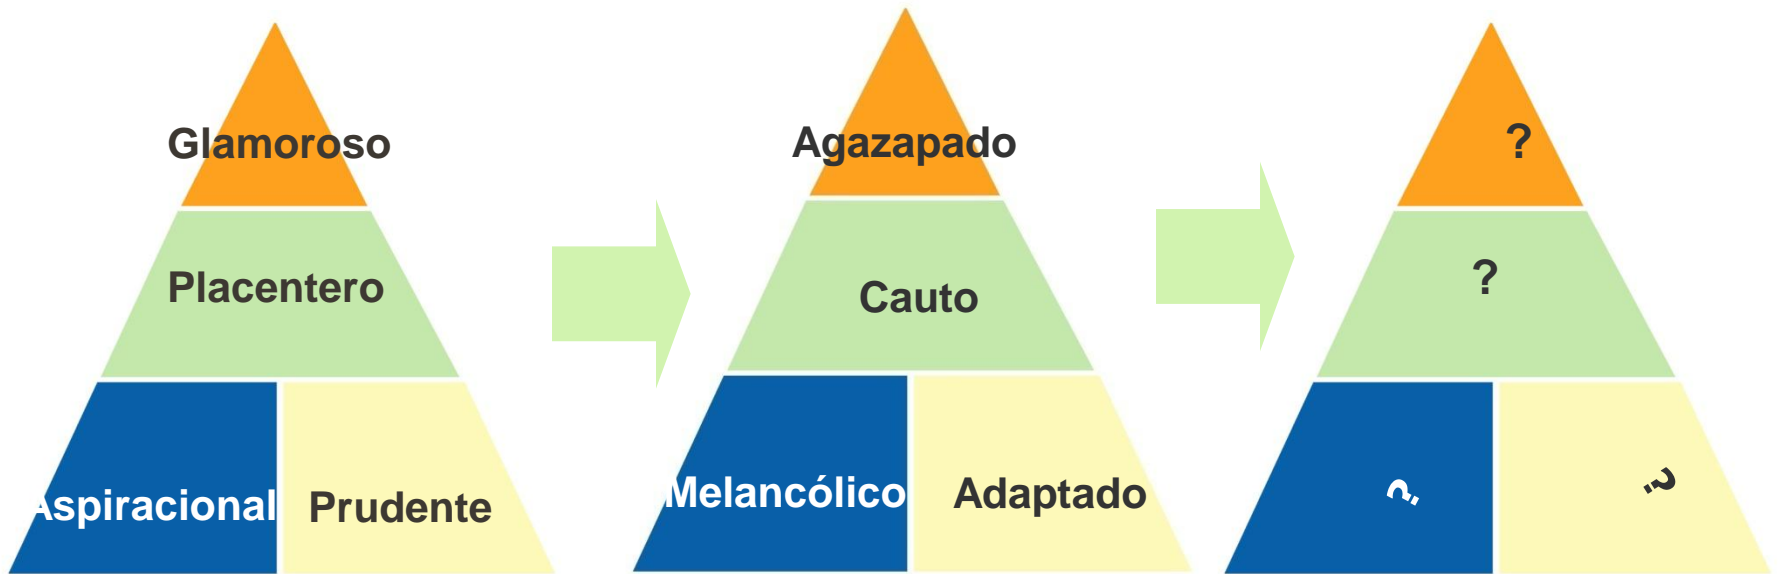 Glamoroso
Placentero
Aspiracional
Prudente
Agazapado
Cauto
Melancólico
Adaptado
?
?
?
?